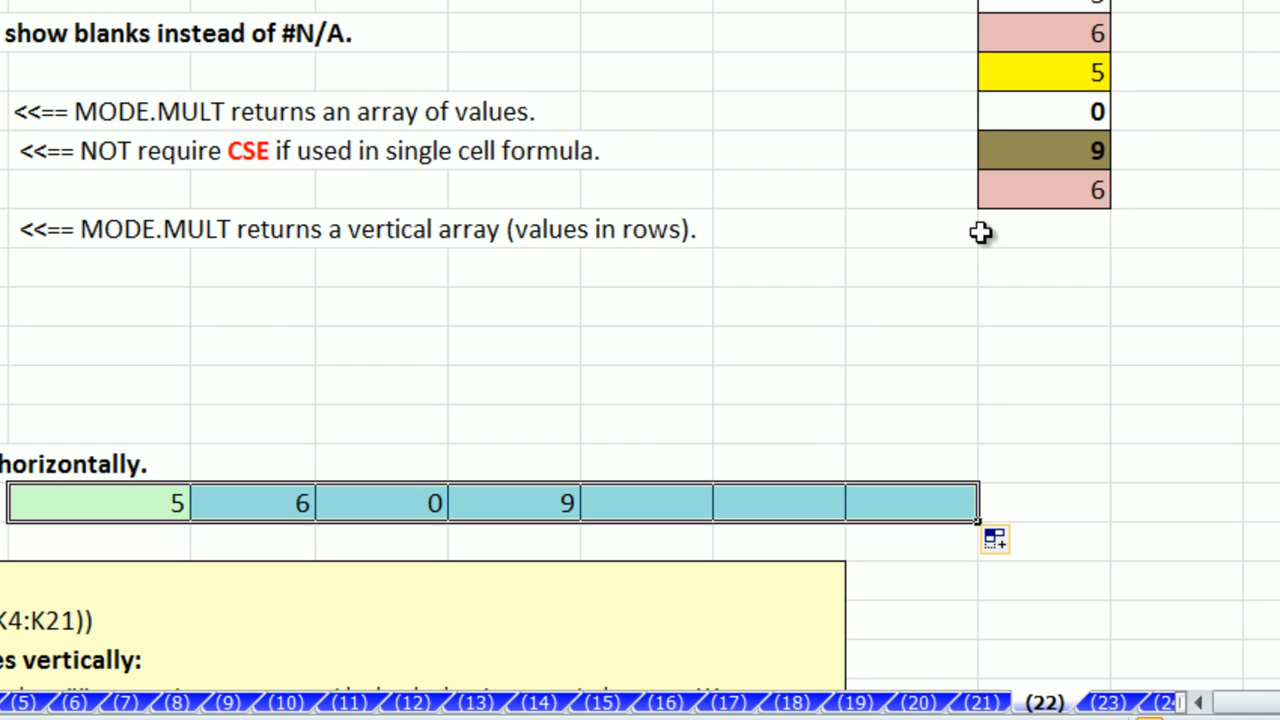 show blanks instead of #N/A.
6
5
<<== MODE.MULT returns an array of values.
0
<<== NOT require CSE if used in single cell formula.
9
6
<<== MODE.MULT returns a vertical array (values in rows).
horizontally.
5 6 0 9
K4:K21))
es vertically:
(5) (6) (7) (8) (9) (10) (11) (12) (13) (14) (15) (16) (17) (18) (19) (20) (21) (22) (23) (24